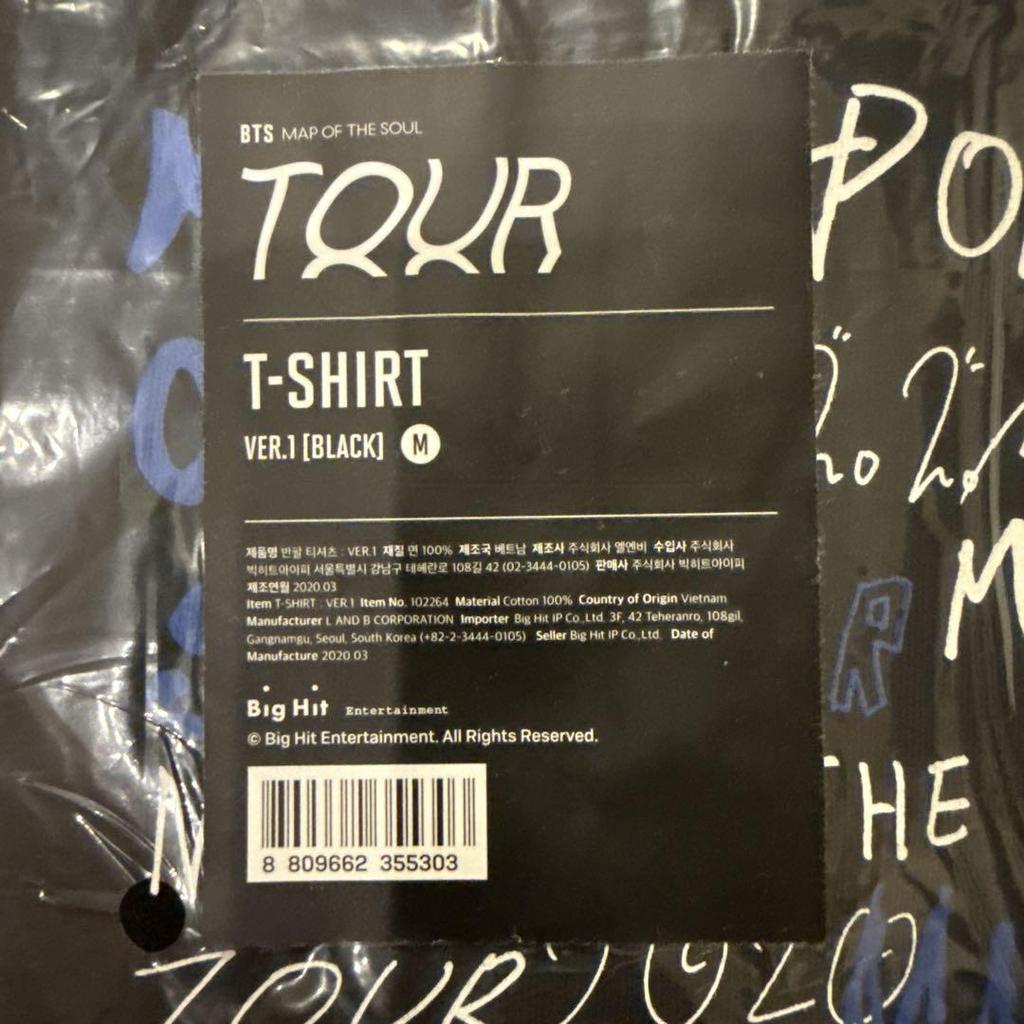 BTS MAP OF THE SOUL
TOUR
T-SHIRT
VER.1 [BLACK] M
제품명 반팔 티셔츠 : VER.1 재질 면 100% 제조국 베트남 제조사 주식회사 엘엔비 수입사 주식회사
빅히트아이피 서울특별시 강남구 테헤란로 108길 42 (02-3444-0105) 판매사 주식회사 빅히트아이피
제조연월 2020 03
Item T-SHIRT : VER.1 Item No. 102264 Material Cotton 100% Country of Origin Vietnam
Manufacturer L AND B CORPORATION Importer Big Hit IP Co.,Ltd. 3F, 42 Teheranro, 108gil,
Gangnamgu, Seoul, South Korea (+82-2-3444-0105) Seller Big Hit IP Co.,Ltd. Date of
Manufacture 2020 03
Big Hit Entertainment
© Big Hit Entertainment. All Rights Reserved.
8 809662 355303
PO
M
R
HE
N
TOUR